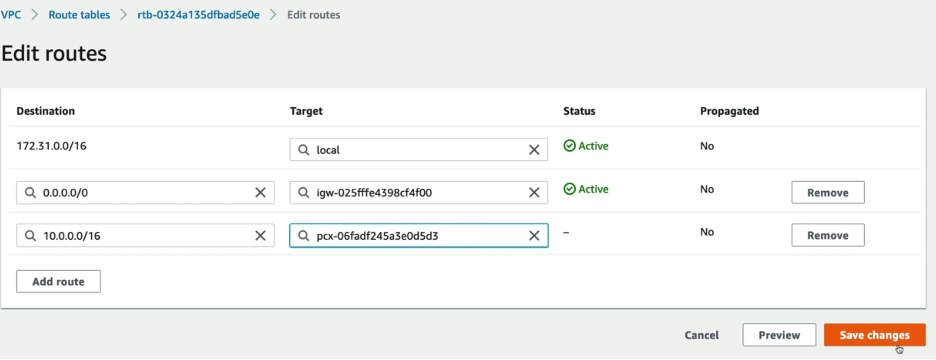 VPC > Route tables > rtb-0324a135dfbad5e0e > Edit routes
Edit routes
Destination Target Status Propagated
172.31.0.0/16 local Active No
0.0.0.0/0 igw-025fffe4398cf4f00 Active No Remove
10.0.0.0/16 pcx-06fadf245a3e0d5d3 – No Remove
Add route
Cancel Preview Save changes